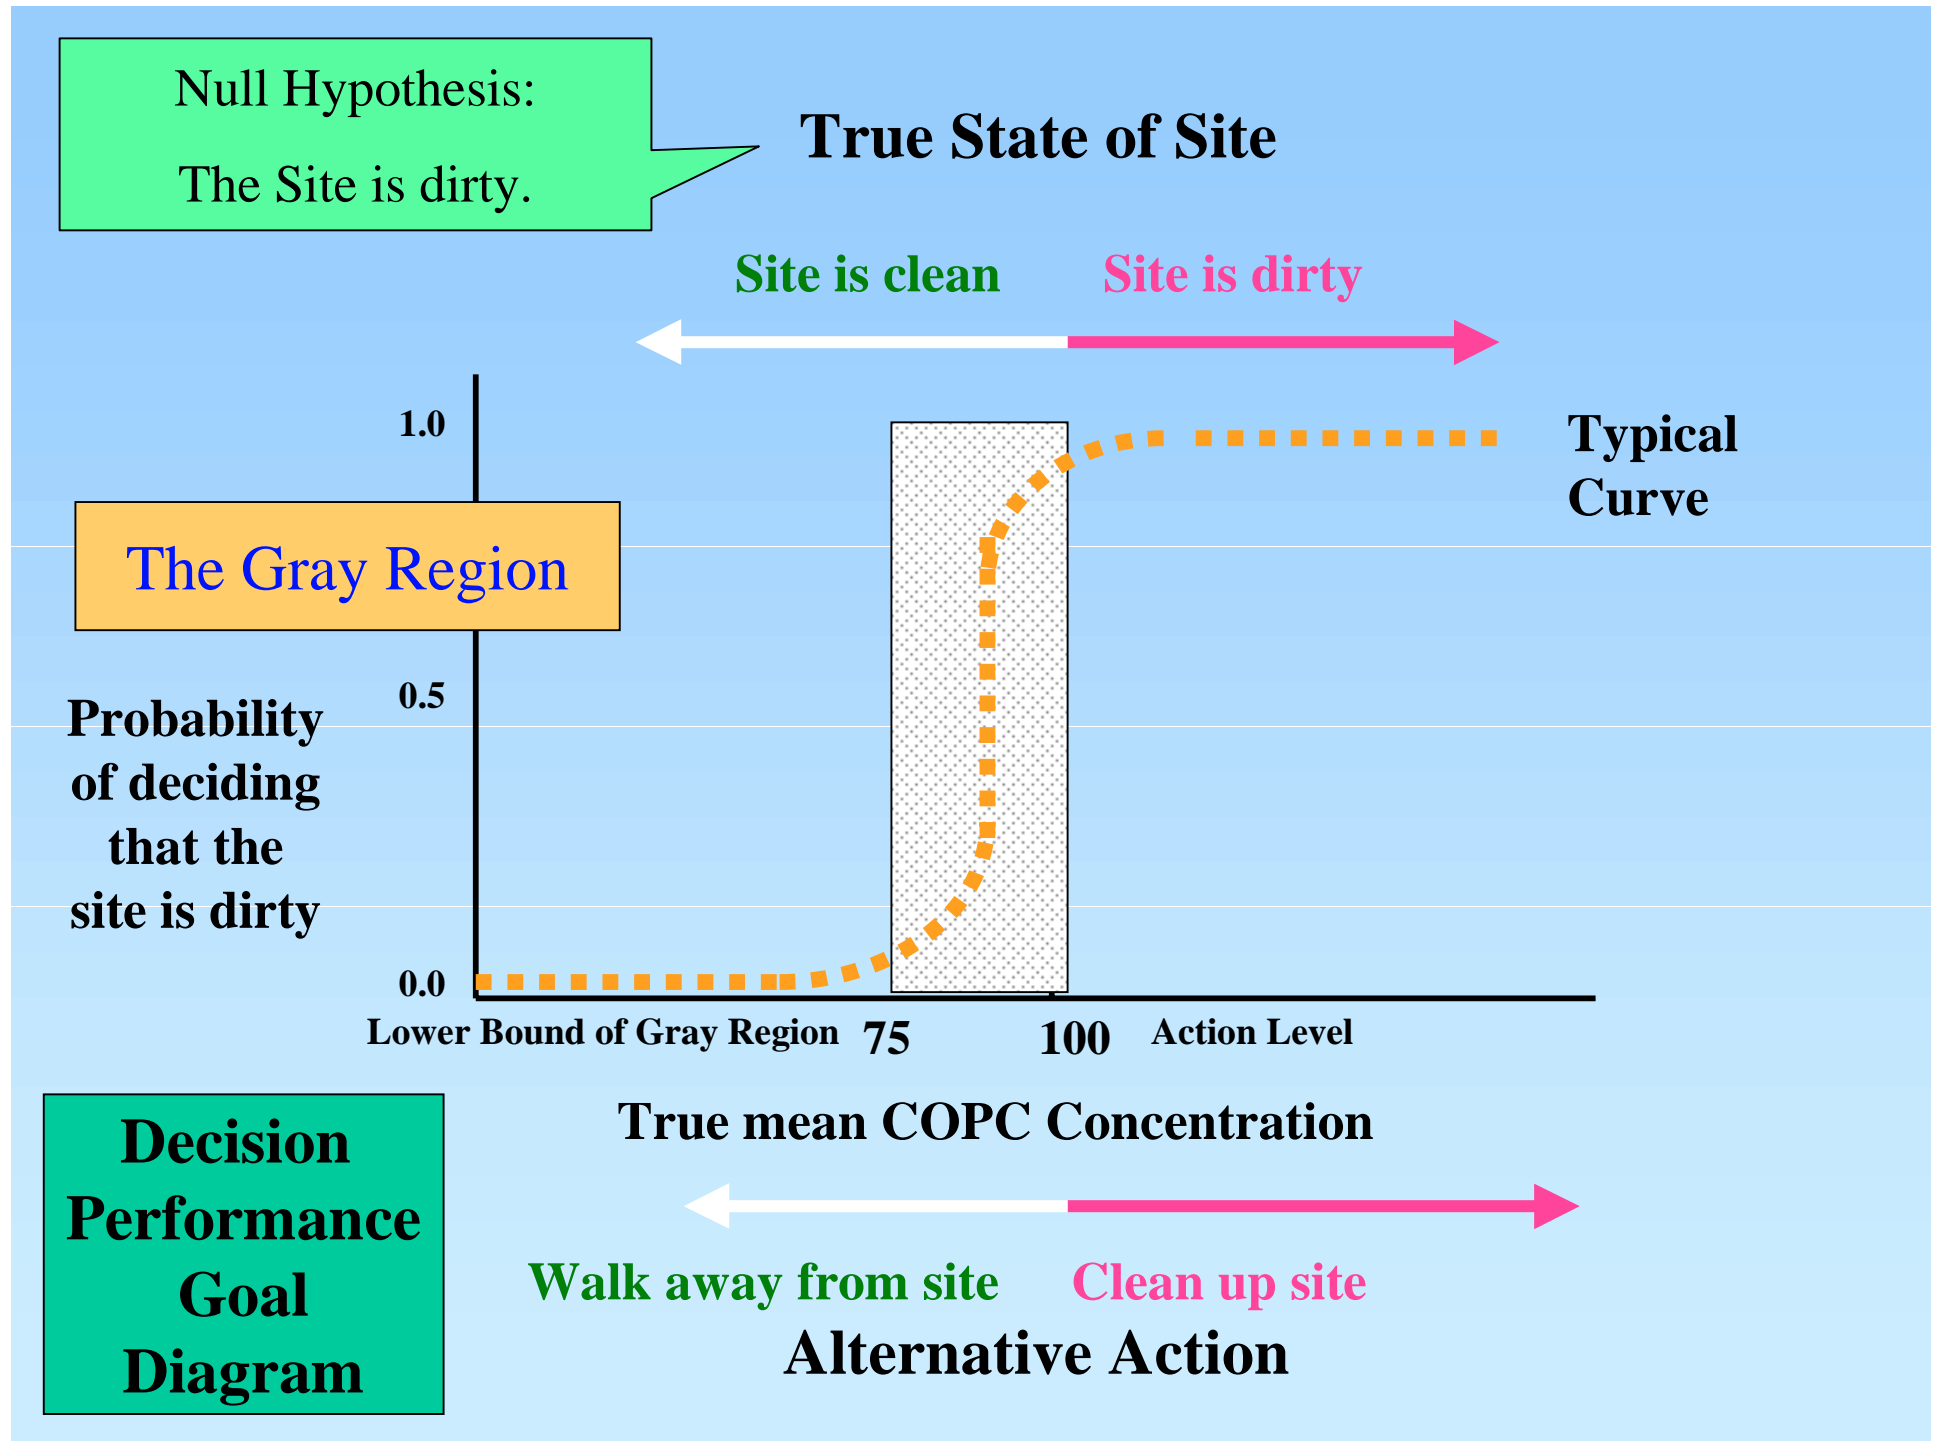 Null Hypothesis:
The Site is dirty.
True State of Site
Site is clean
Site is dirty
1.0
Typical
Curve
The Gray Region
0.5
Probability
of deciding
that the
site is dirty
0.0
Lower Bound of Gray Region
75
100
Action Level
True mean COPC Concentration
Decision
Performance
Goal
Diagram
Walk away from site
Clean up site
Alternative Action